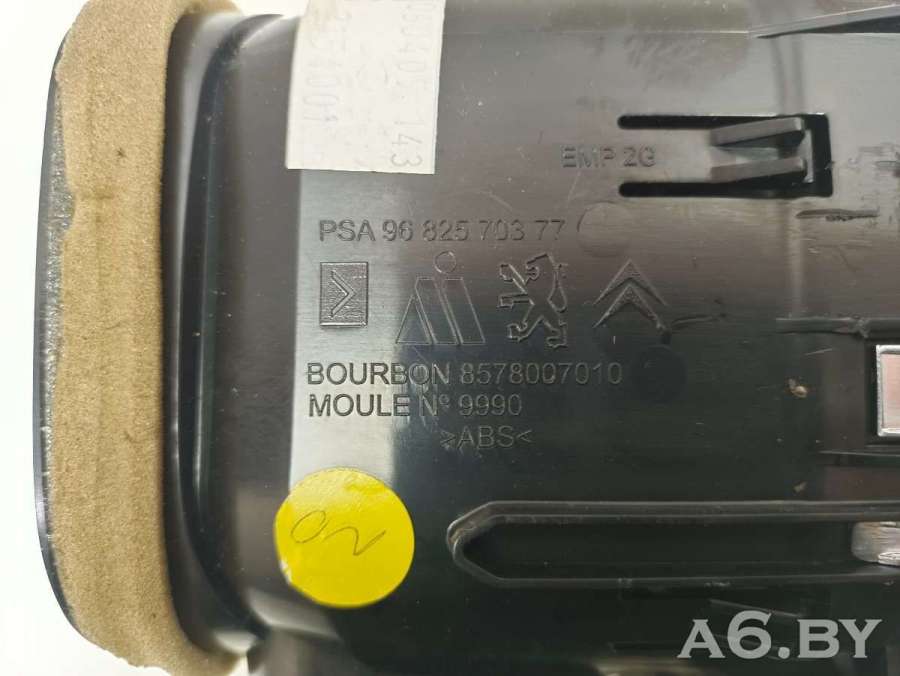 EMP 2G
PSA 96 825 703 77
BOURBON 8578007010
MOULE Nº 9990
>ABS<
A6.BY